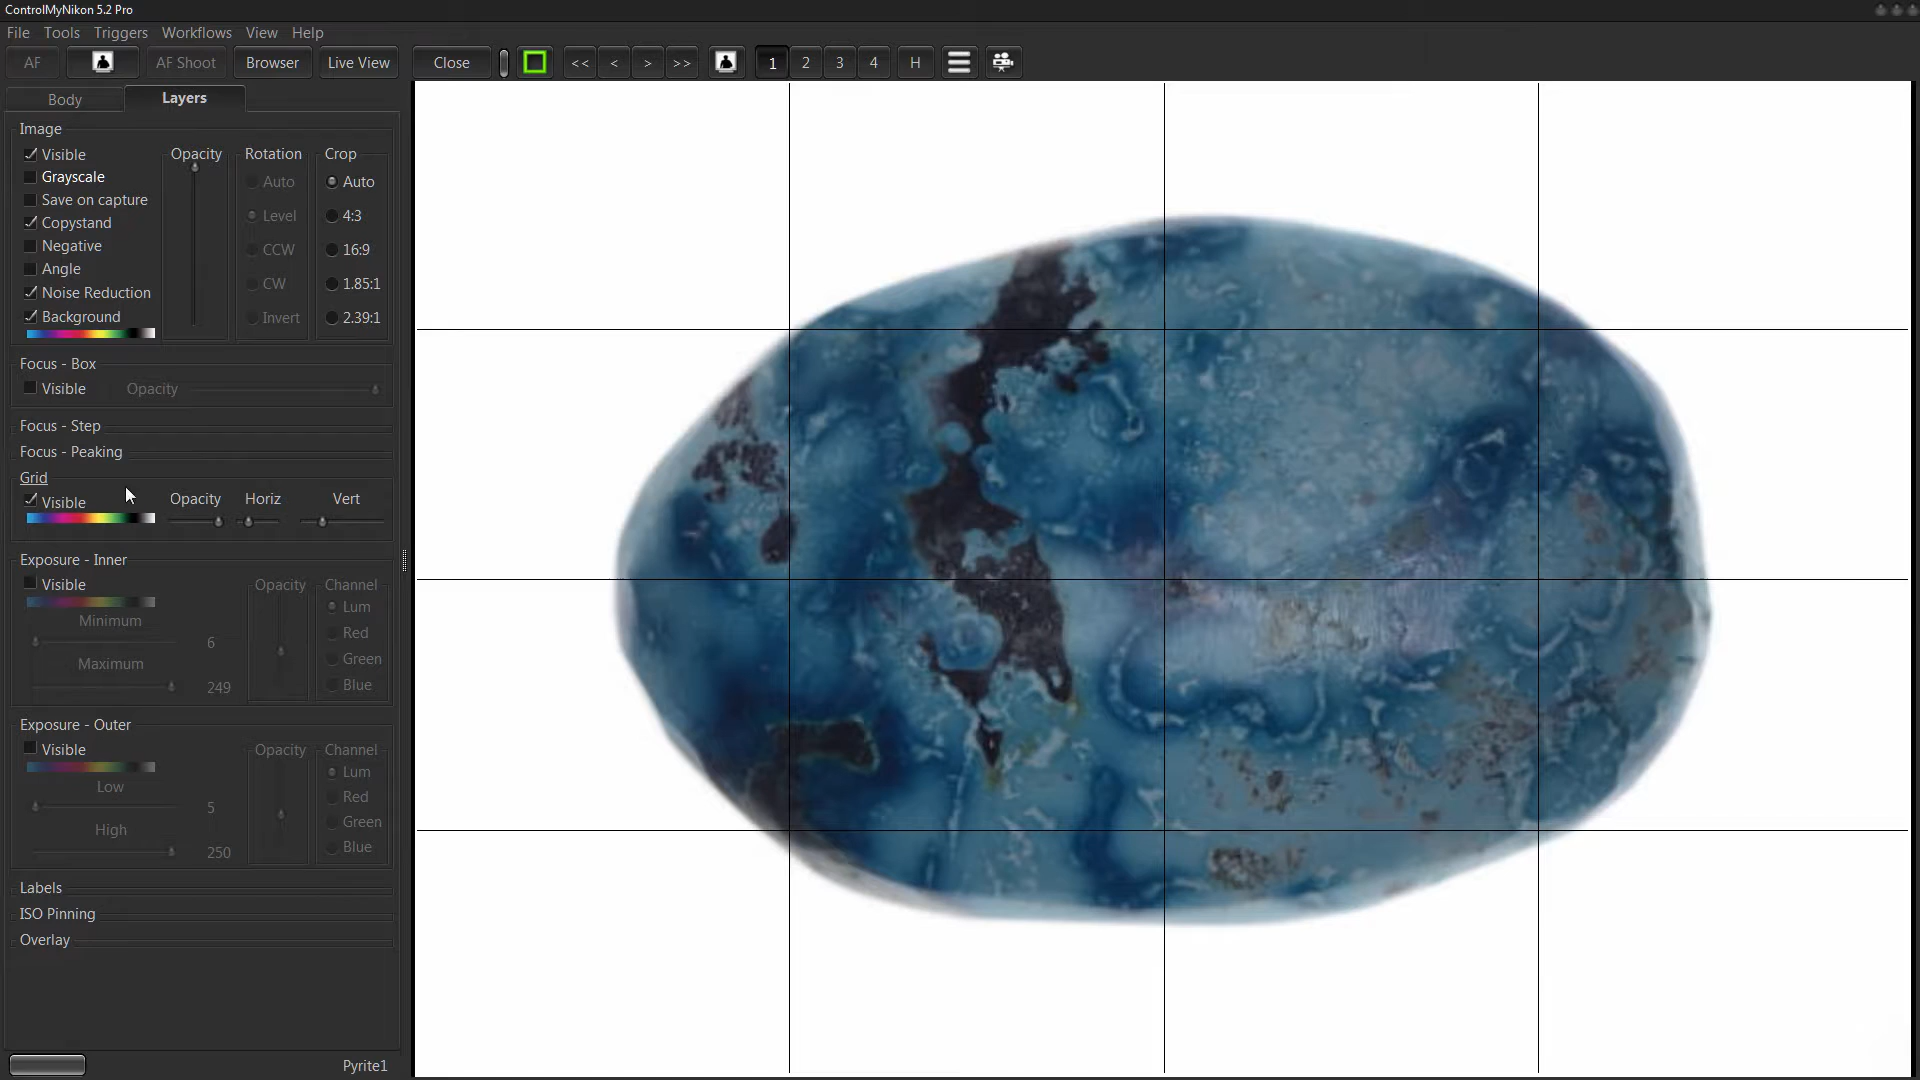 ControlMyNikon 5.2 Pro
File Tools Triggers Workflows View Help
AF AF Shoot Browser Live View Close << < > >> 1 2 3 4 H
Body Layers
Image
Visible Opacity Rotation Crop
Grayscale Auto Auto
Save on capture Level 4:3
Copystand
Negative CCW 16:9
Angle CW 1.85:1
Noise Reduction
Background Invert 2.39:1
Focus - Box
Visible Opacity
Focus - Step
Focus - Peaking
Grid
Visible Opacity Horiz Vert
Exposure - Inner
Visible Opacity Channel
Lum
Minimum Red
6
Maximum Green
249 Blue
Exposure - Outer
Visible Opacity Channel
Lum
Low Red
5
High Green
250 Blue
Labels
ISO Pinning
Overlay
Pyrite1